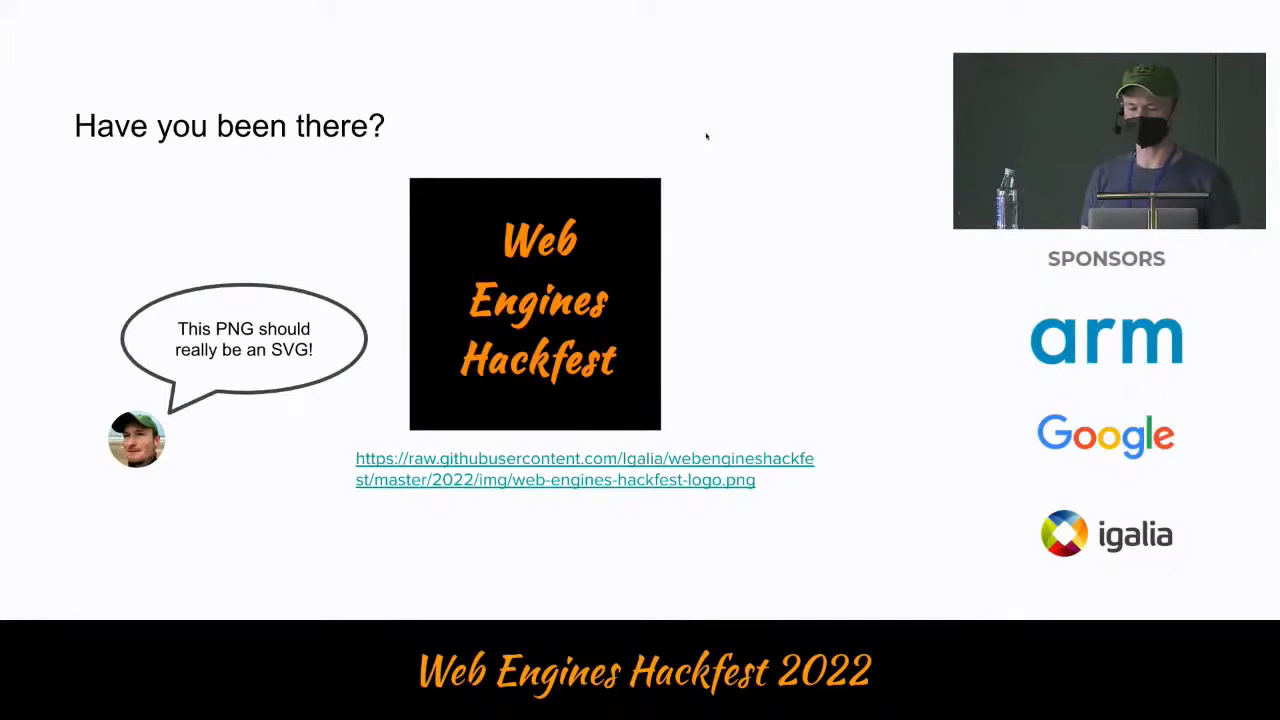 Have you been there?
Web
Engines
Hackfest
This PNG should
really be an SVG!
https://raw.githubusercontent.com/Igalia/webengineshackfe
st/master/2022/img/web-engines-hackfest-logo.png
SPONSORS
arm
Google
igalia
Web Engines Hackfest 2022